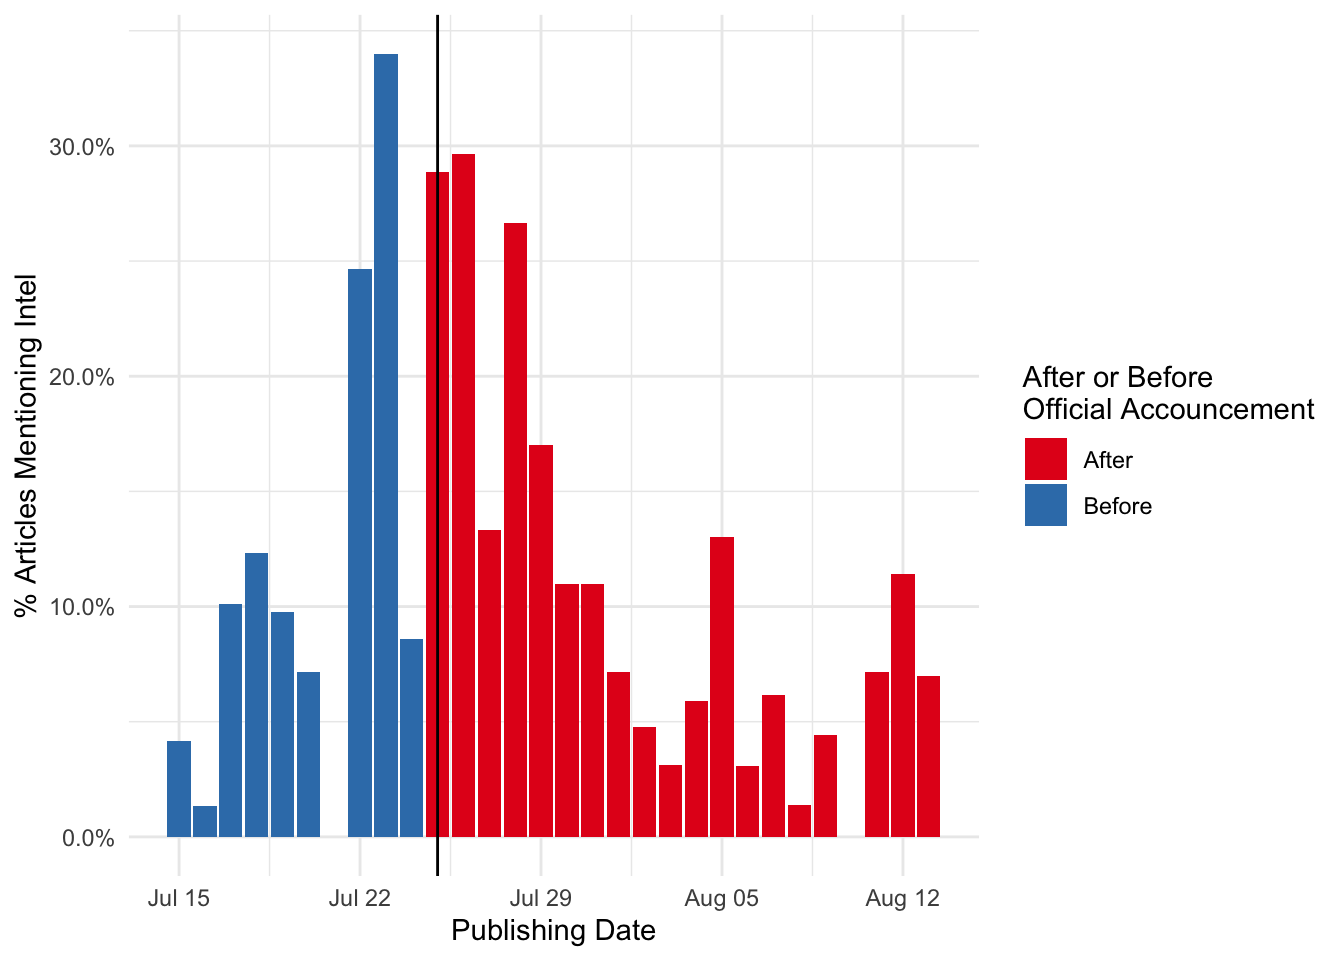 % Articles Mentioning Intel
30.0%
20.0%
10.0%
0.0%
Jul 15
Jul 22
Jul 29
Aug 05
Aug 12
Publishing Date
After or Before
Official Accouncement
After
Before